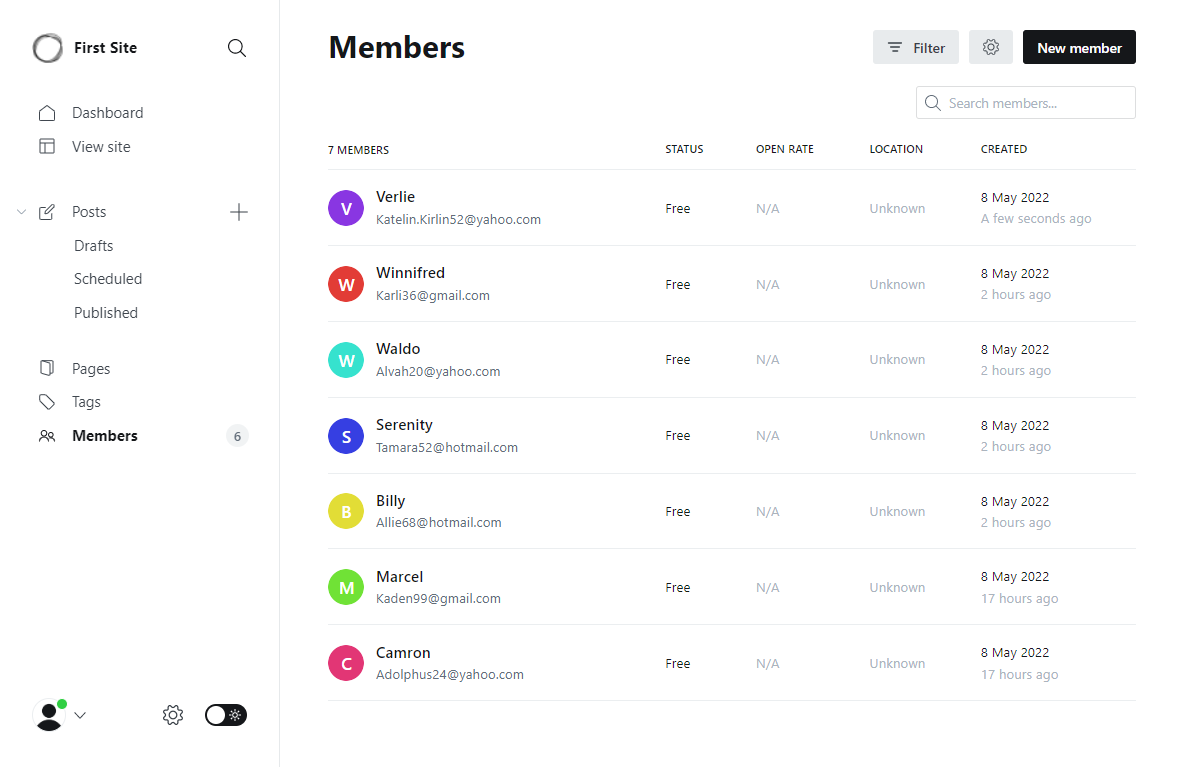 First Site
Dashboard
View site
Posts
Drafts
Scheduled
Published
Pages
Tags
Members 6
Members
Filter
New member
Search members...
7 MEMBERS STATUS OPEN RATE LOCATION CREATED
V Verlie
Katelin.Kirlin52@yahoo.com
Free N/A Unknown
8 May 2022
A few seconds ago
W Winnifred
Karli36@gmail.com
Free N/A Unknown
8 May 2022
2 hours ago
W Waldo
Alvah20@yahoo.com
Free N/A Unknown
8 May 2022
2 hours ago
S Serenity
Tamara52@hotmail.com
Free N/A Unknown
8 May 2022
2 hours ago
B Billy
Allie68@hotmail.com
Free N/A Unknown
8 May 2022
2 hours ago
M Marcel
Kaden99@gmail.com
Free N/A Unknown
8 May 2022
17 hours ago
C Camron
Adolphus24@yahoo.com
Free N/A Unknown
8 May 2022
17 hours ago